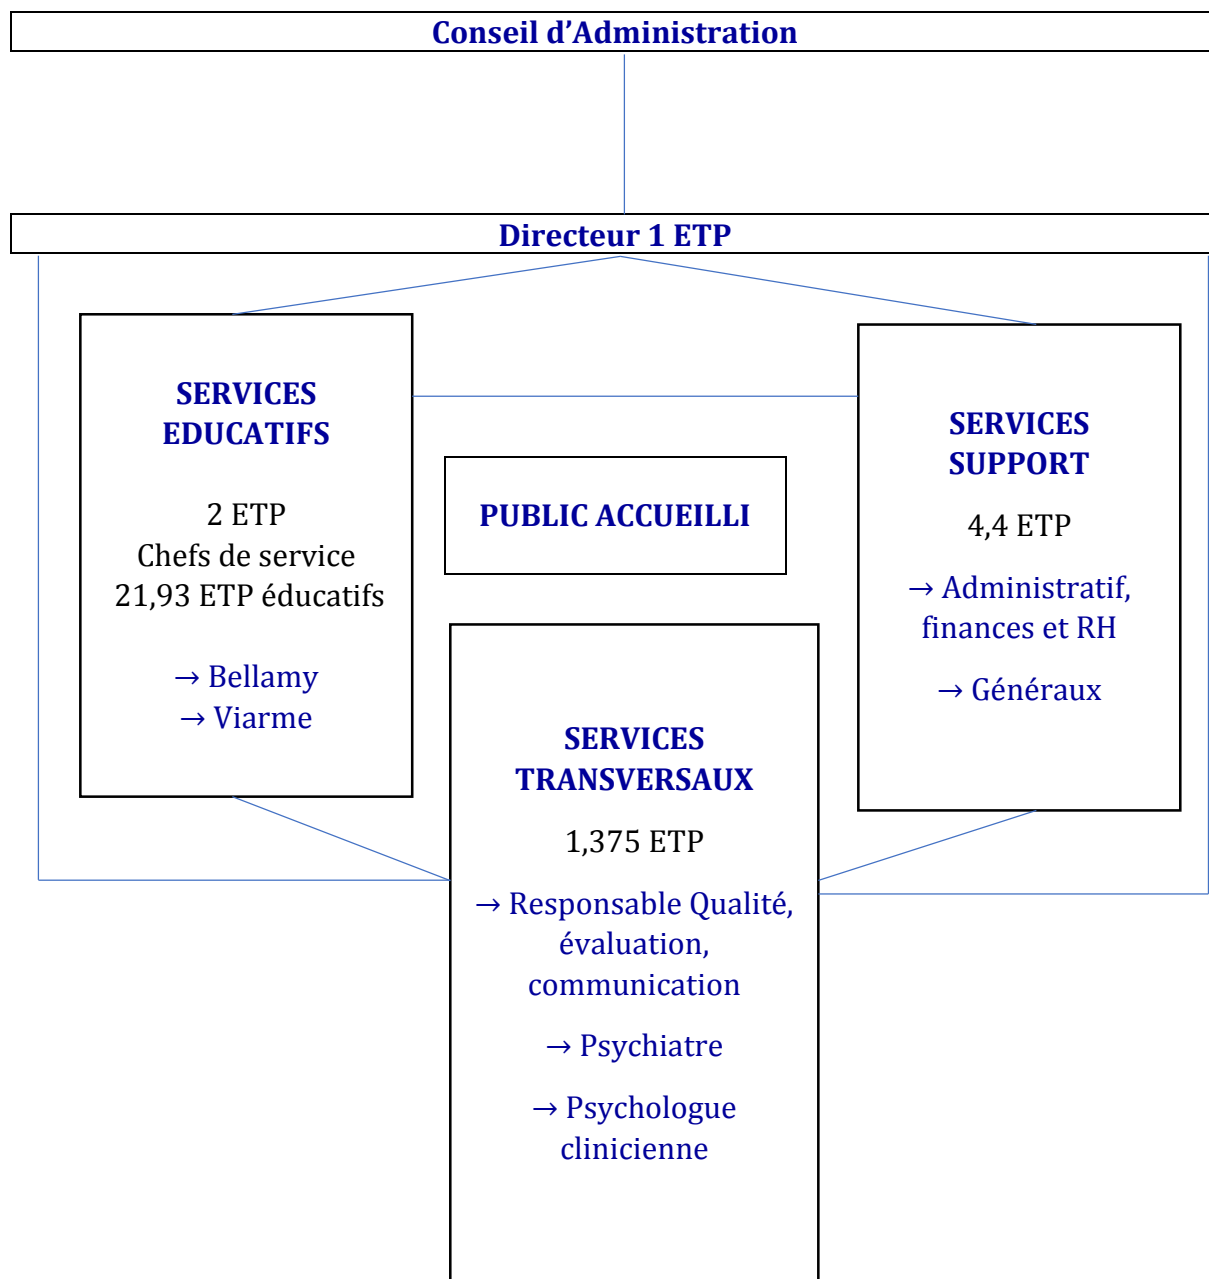 Conseil d’Administration
Directeur 1 ETP
SERVICES
EDUCATIFS
2 ETP
Chefs de service
21,93 ETP éducatifs
→ Bellamy
→ Viarme
PUBLIC ACCUEILLI
SERVICES
SUPPORT
4,4 ETP
→ Administratif,
finances et RH
→ Généraux
SERVICES
TRANSVERSAUX
1,375 ETP
→ Responsable Qualité,
évaluation,
communication
→ Psychiatre
→ Psychologue
clinicienne